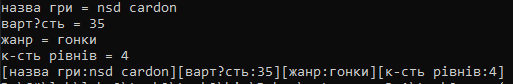 назва гри = nsd cardon
варт?сть = 35
жанр = гонки
к-сть рівнів = 4
[назва гри:nsd cardon][варт?сть:35][жанр:гонки][к-сть рівнів:4]